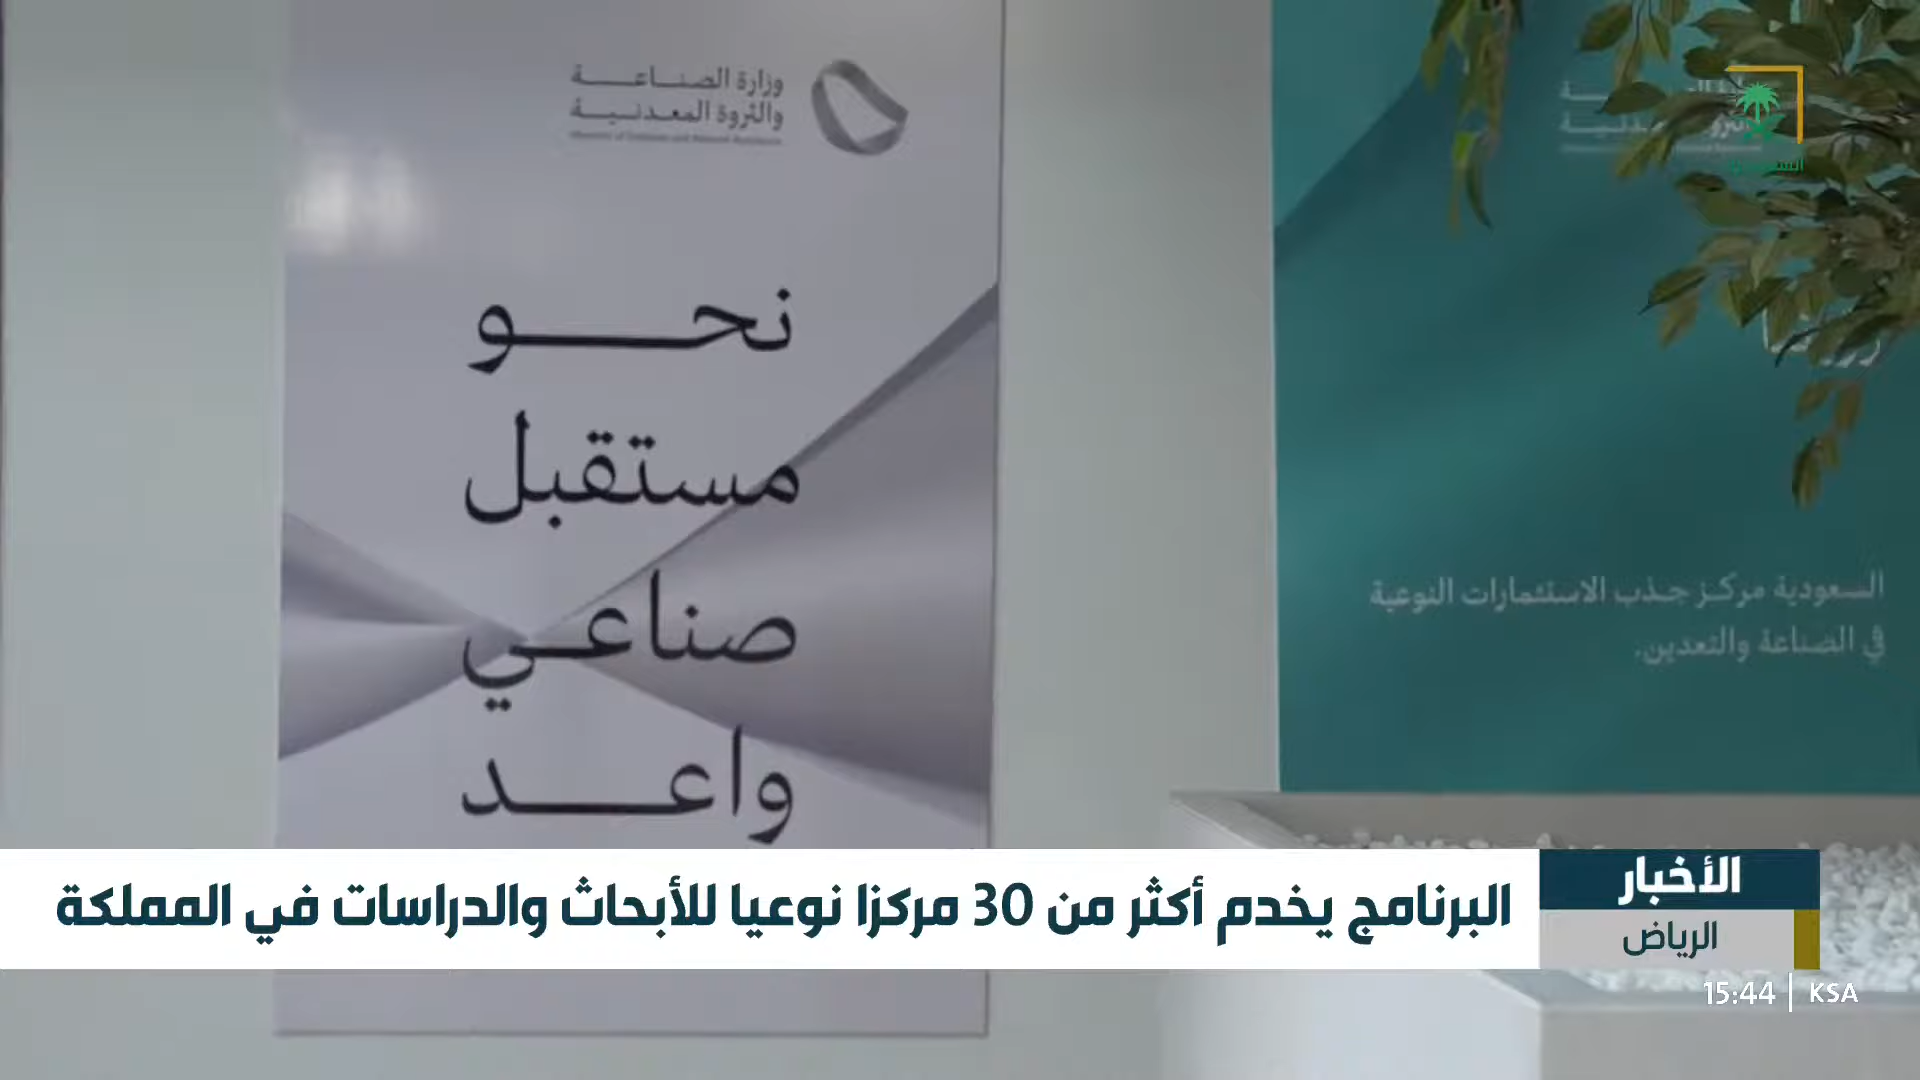 وزارة الصناعة
والثروة المعدنية
نحو
مستقبل
صناعي
واعد
السعودية مركز جذب الاستثمارات النوعية
في الصناعة والتعدين.
السعودية
الأخبار
الرياض
البرنامج يخدم أكثر من 30 مركزا نوعيا للأبحاث والدراسات في المملكة
15:44 | KSA